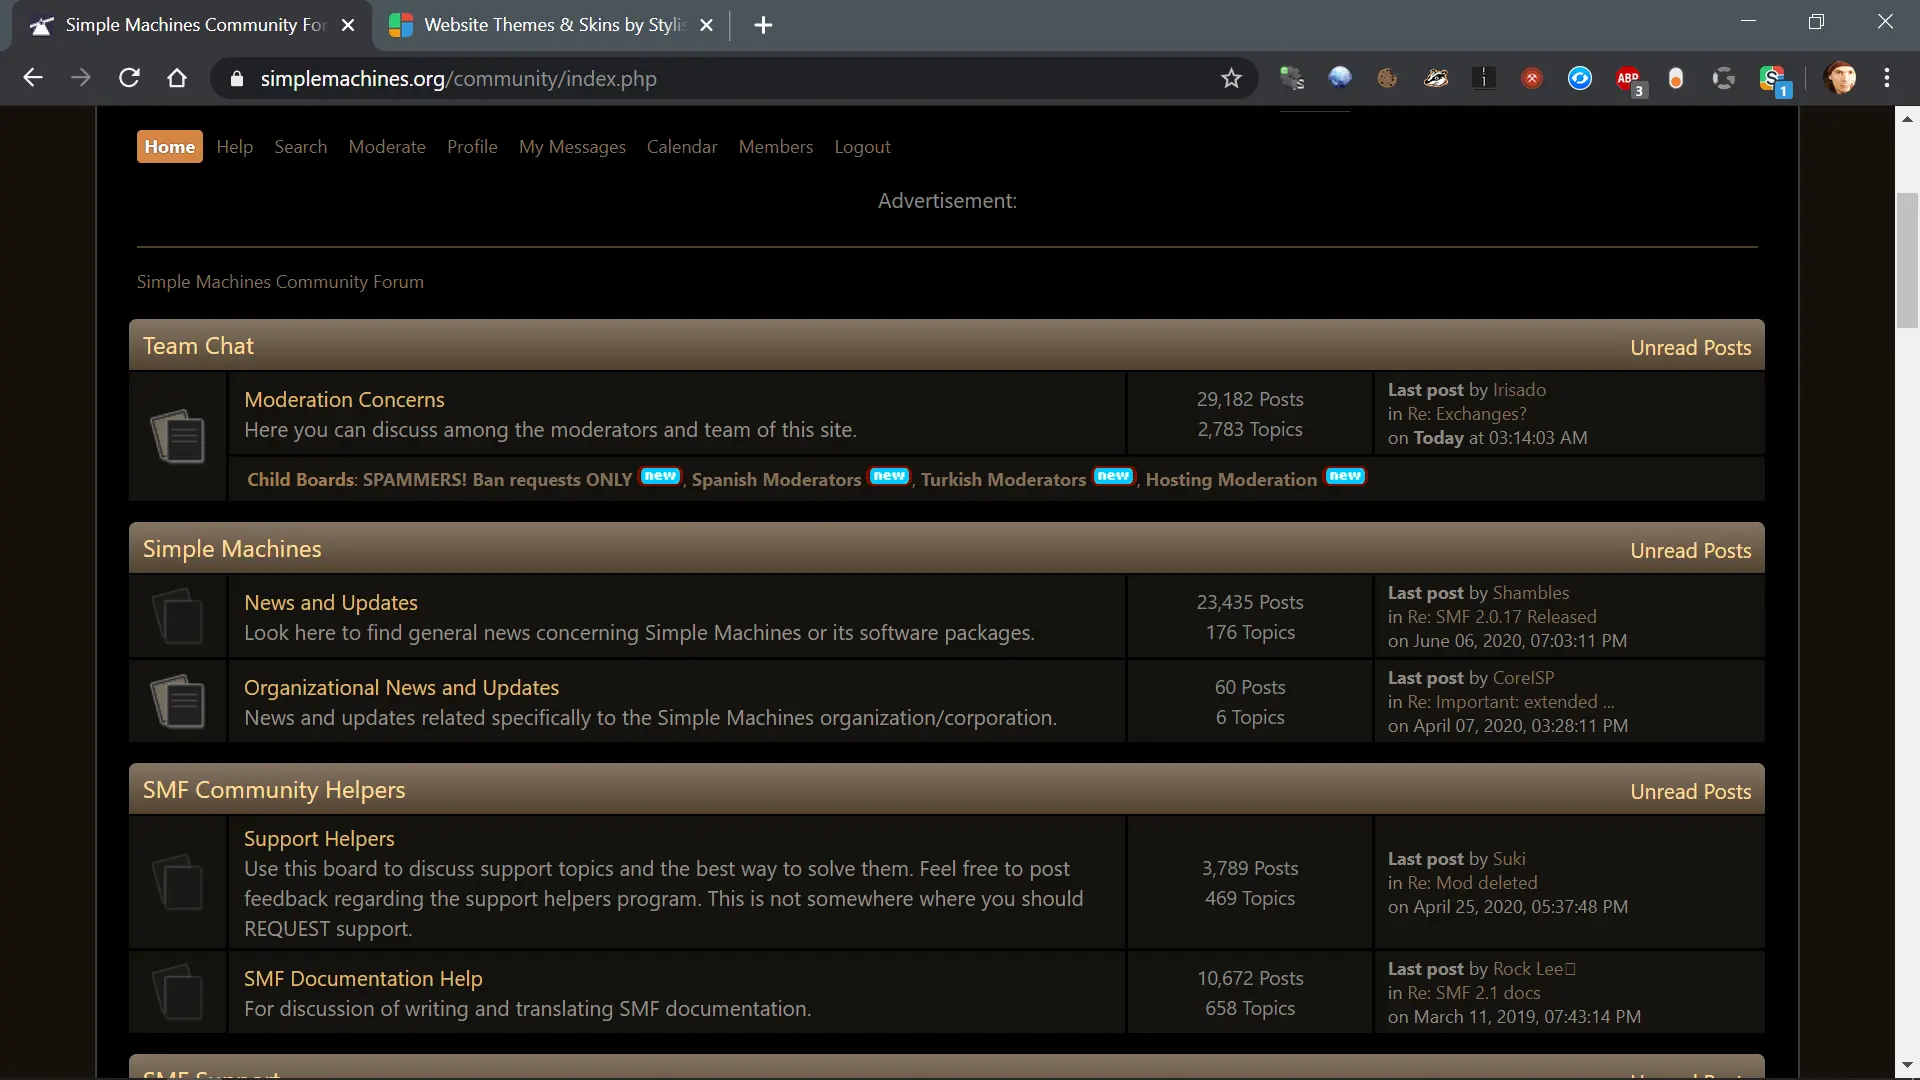 Simple Machines Community For
Website Themes & Skins by Stylis
simplemachines.org/community/index.php
ABP
3
S
1
Home Help Search Moderate Profile My Messages Calendar Members Logout
Advertisement:
Simple Machines Community Forum
Team Chat
Unread Posts
Moderation Concerns
Here you can discuss among the moderators and team of this site.
29,182 Posts
2,783 Topics
Last post by Irisado
in Re: Exchanges?
on Today at 03:14:03 AM
Child Boards: SPAMMERS! Ban requests ONLY new, Spanish Moderators new, Turkish Moderators new, Hosting Moderation new
Simple Machines
Unread Posts
News and Updates
Look here to find general news concerning Simple Machines or its software packages.
23,435 Posts
176 Topics
Last post by Shambles
in Re: SMF 2.0.17 Released
on June 06, 2020, 07:03:11 PM
Organizational News and Updates
News and updates related specifically to the Simple Machines organization/corporation.
60 Posts
6 Topics
Last post by CoreISP
in Re: Important: extended ...
on April 07, 2020, 03:28:11 PM
SMF Community Helpers
Unread Posts
Support Helpers
Use this board to discuss support topics and the best way to solve them. Feel free to post
feedback regarding the support helpers program. This is not somewhere where you should
REQUEST support.
3,789 Posts
469 Topics
Last post by Suki
in Re: Mod deleted
on April 25, 2020, 05:37:48 PM
SMF Documentation Help
For discussion of writing and translating SMF documentation.
10,672 Posts
658 Topics
Last post by Rock Lee
in Re: SMF 2.1 docs
on March 11, 2019, 07:43:14 PM
SMF Support
Unread Posts